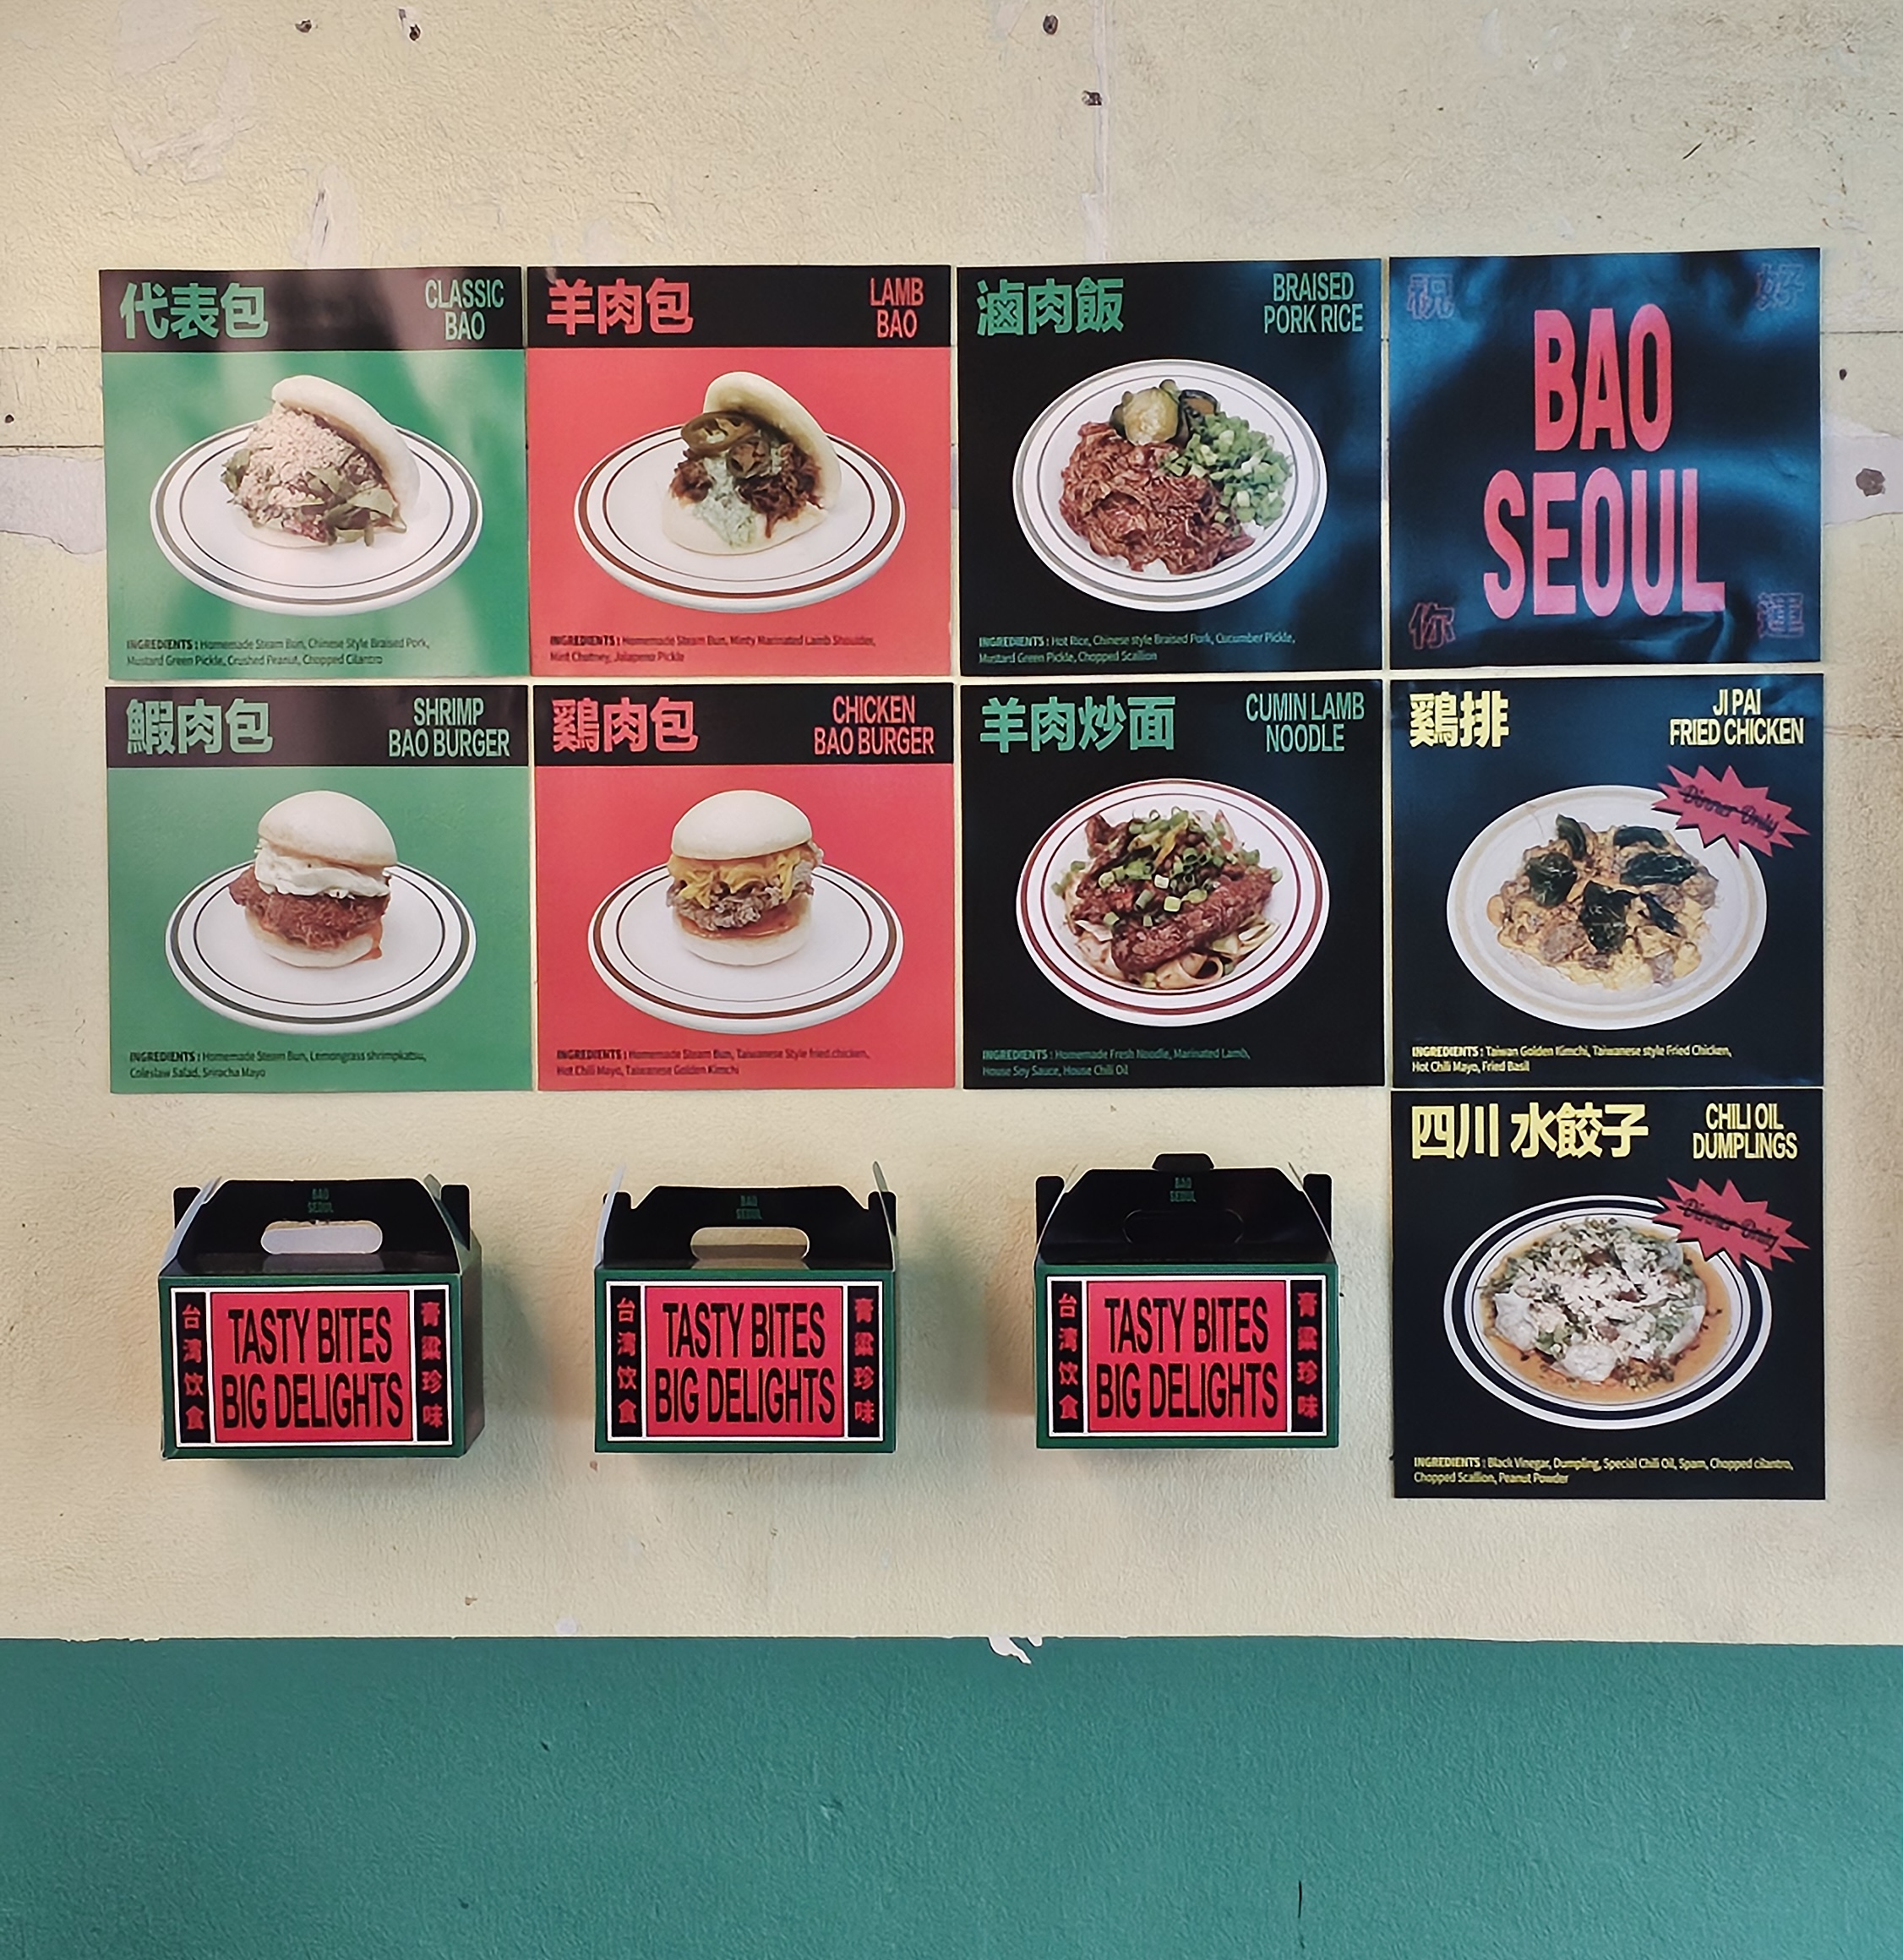 代表包
CLASSIC
BAO
INGREDIENTS : Homemade Steam Bun, Chinese Style Braised Pork,
Mustard Green Pickle, Crushed Peanut, Chopped Cilantro
羊肉包
LAMB
BAO
INGREDIENTS : Homemade Steam Bun, Minty Marinated Lamb Shoulder,
Mint Chutney, Jalapeno Pickle
滷肉飯
BRAISED
PORK RICE
INGREDIENTS : Hot Rice, Chinese style Braised Pork, Cucumber Pickle,
Mustard Green Pickle, Chopped Scallion
祝 好
BAO
SEOUL
你 運
鰕肉包
SHRIMP
BAO BURGER
INGREDIENTS : Homemade Steam Bun, Lemongrass shrimpkatsu,
Coleslaw Salad, Sriracha Mayo
鷄肉包
CHICKEN
BAO BURGER
INGREDIENTS : Homemade Steam Bun, Taiwanese Style fried chicken,
Hot Chili Mayo, Taiwanese Golden Kimchi
羊肉炒面
CUMIN LAMB
NOODLE
INGREDIENTS : Homemade Fresh Noodle, Marinated Lamb,
House Soy Sauce, House Chili Oil
鷄排
JI PAI
FRIED CHICKEN
Dinner Only
INGREDIENTS : Taiwan Golden Kimchi, Taiwanese style Fried Chicken,
Hot Chili Mayo, Fried Basil
四川 水餃子
CHILI OIL
DUMPLINGS
Dinner Only
INGREDIENTS : Black Vinegar, Dumpling, Special Chili Oil, Spam, Chopped cilantro,
Chopped Scallion, Peanut Powder
BAO
SEOUL
台湾饮食
TASTY BITES
BIG DELIGHTS
膏粱珍味
BAO
SEOUL
台湾饮食
TASTY BITES
BIG DELIGHTS
膏粱珍味
BAO
SEOUL
台湾饮食
TASTY BITES
BIG DELIGHTS
膏粱珍味